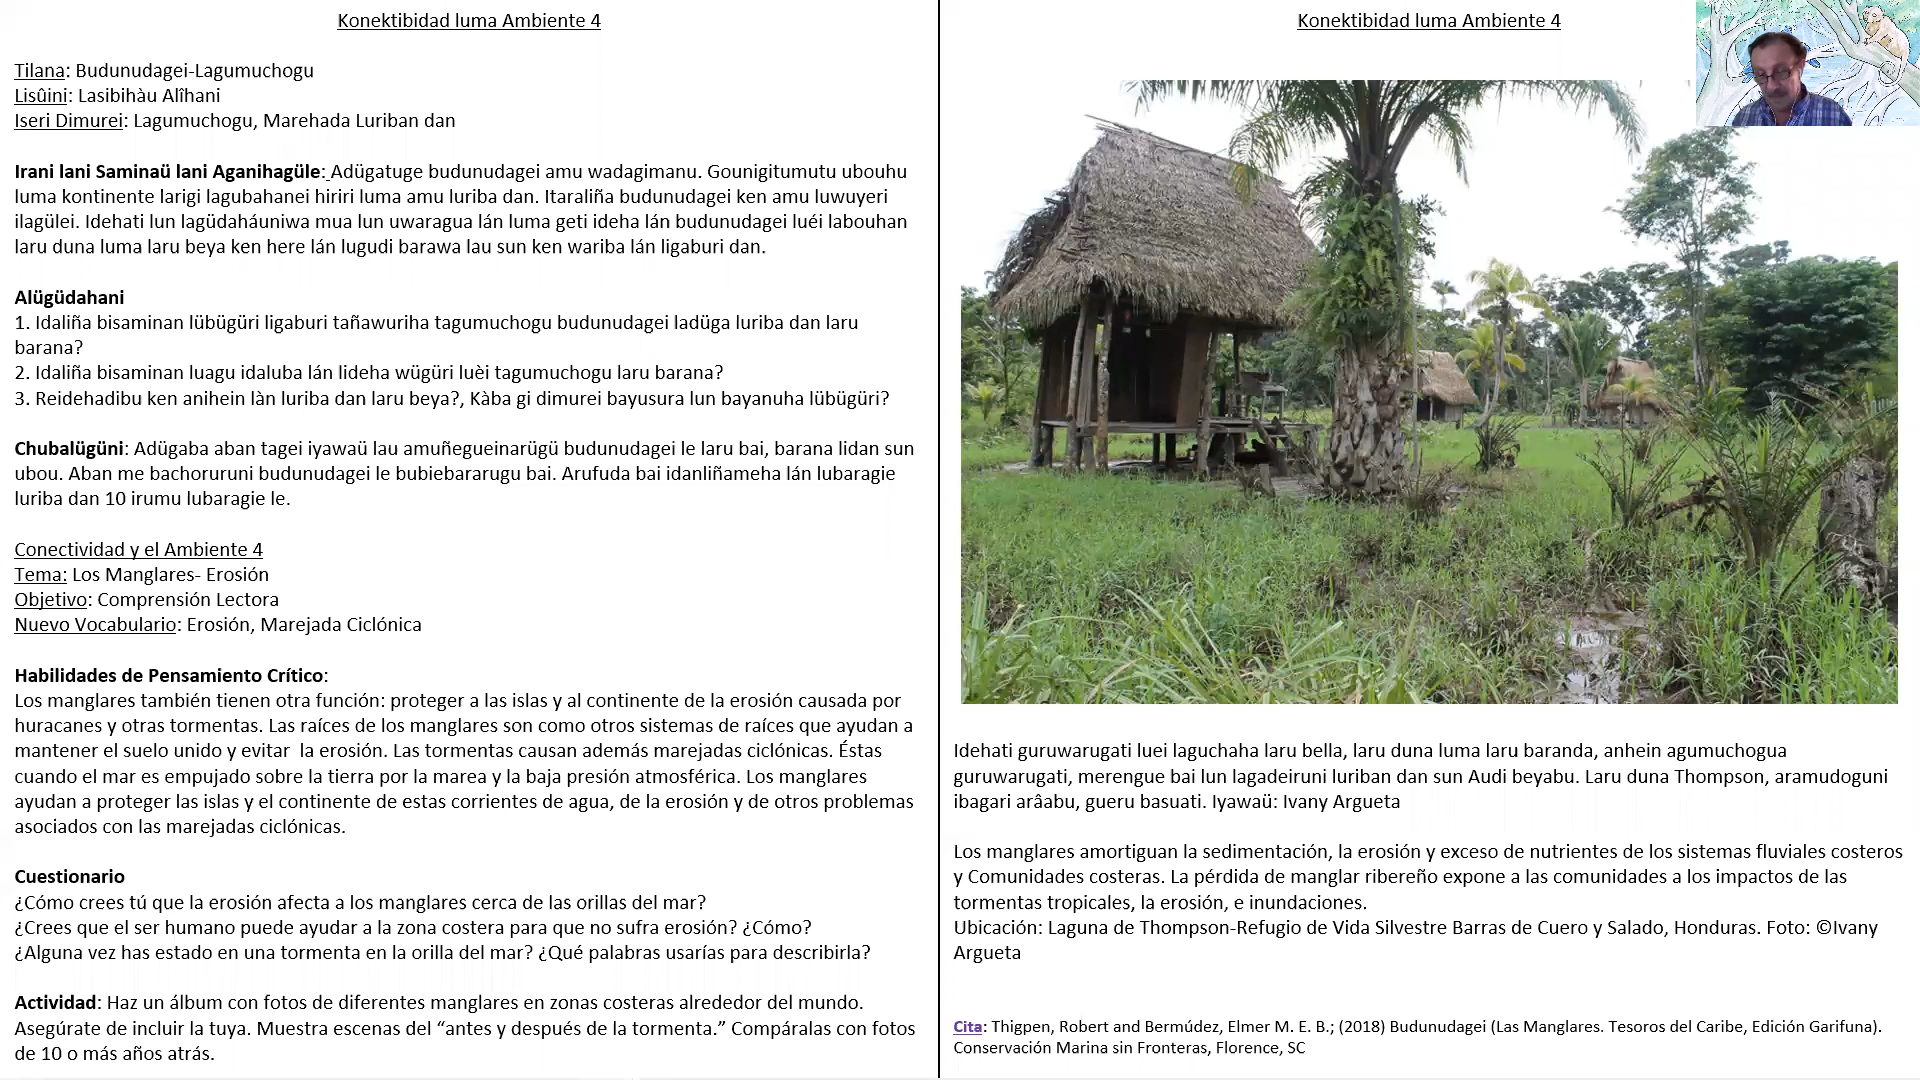 Konektibidad luma Ambiente 4
Tilana: Budunudagei-Lagumuchogu
Lisûini: Lasibihàu Alîhani
Iseri Dimurei: Lagumuchogu, Marehada Luriban dan
Irani lani Saminaü lani Aganihagüle: Adügatuge budunudagei amu wadagimanu. Gounigitumutu ubouhu
luma kontinente larigi lagubahanei hiriri luma amu luriba dan. Itaraliña budunudagei ken amu luwuyeri
ilagülei. Idehati lun lagüdaháuniwa mua lun uwaragua lán luma geti ideha lán budunudagei luéi labouhan
laru duna luma laru beya ken here lán lugudi barawa lau sun ken wariba lán ligaburi dan.
Alügüdahani
1. Idaliña bisaminan lübügüri ligaburi tañawuriha tagumuchogu budunudagei ladüga luriba dan laru
barana?
2. Idaliña bisaminan luagu idaluba lán lideha wügüri luèi tagumuchogu laru barana?
3. Reidehadibu ken anihein làn luriba dan laru beya?, Kàba gi dimurei bayusura lun bayanuha lübügüri?
Chubalügüni: Adügaba aban tagei iyawaü lau amuñegueinarügü budunudagei le laru bai, barana lidan sun
ubou. Aban me bachoruruni budunudagei le bubiebararugu bai. Arufuda bai idanliñameha lán lubaragie
luriba dan 10 irumu lubaragie le.
Conectividad y el Ambiente 4
Tema: Los Manglares- Erosión
Objetivo: Comprensión Lectora
Nuevo Vocabulario: Erosión, Marejada Ciclónica
Habilidades de Pensamiento Crítico:
Los manglares también tienen otra función: proteger a las islas y al continente de la erosión causada por
huracanes y otras tormentas. Las raíces de los manglares son como otros sistemas de raíces que ayudan a
mantener el suelo unido y evitar  la erosión. Las tormentas causan además marejadas ciclónicas. Éstas
cuando el mar es empujado sobre la tierra por la marea y la baja presión atmosférica. Los manglares
ayudan a proteger las islas y el continente de estas corrientes de agua, de la erosión y de otros problemas
asociados con las marejadas ciclónicas.
Cuestionario
¿Cómo crees tú que la erosión afecta a los manglares cerca de las orillas del mar?
¿Crees que el ser humano puede ayudar a la zona costera para que no sufra erosión? ¿Cómo?
¿Alguna vez has estado en una tormenta en la orilla del mar? ¿Qué palabras usarías para describirla?
Actividad: Haz un álbum con fotos de diferentes manglares en zonas costeras alrededor del mundo.
Asegúrate de incluir la tuya. Muestra escenas del “antes y después de la tormenta.” Compáralas con fotos
de 10 o más años atrás.
Konektibidad luma Ambiente 4
Idehati guruwarugati luei laguchaha laru bella, laru duna luma laru baranda, anhein agumuchogua
guruwarugati, merengue bai lun lagadeiruni luriban dan sun Audi beyabu. Laru duna Thompson, aramudoguni
ibagari arâabu, gueru basuati. Iyawaü: Ivany Argueta
Los manglares amortiguan la sedimentación, la erosión y exceso de nutrientes de los sistemas fluviales costeros
y Comunidades costeras. La pérdida de manglar ribereño expone a las comunidades a los impactos de las
tormentas tropicales, la erosión, e inundaciones.
Ubicación: Laguna de Thompson-Refugio de Vida Silvestre Barras de Cuero y Salado, Honduras. Foto: ©Ivany
Argueta
Cita: Thigpen, Robert and Bermúdez, Elmer M. E. B.; (2018) Budunudagei (Las Manglares. Tesoros del Caribe, Edición Garifuna).
Conservación Marina sin Fronteras, Florence, SC